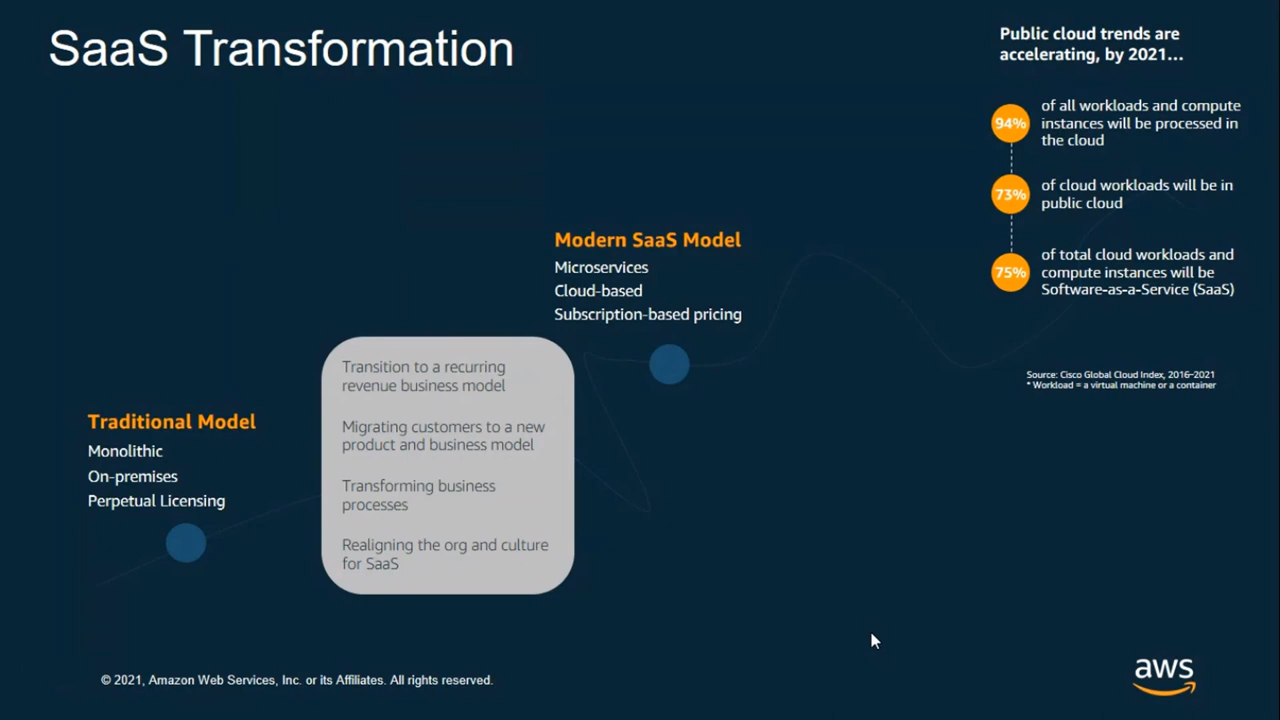 SaaS Transformation
Public cloud trends are
accelerating, by 2021...
94%
of all workloads and compute
instances will be processed in
the cloud
73%
of cloud workloads will be in
public cloud
75%
of total cloud workloads and
compute instances will be
Software-as-a-Service (SaaS)
Source: Cisco Global Cloud Index, 2016–2021
* Workload = a virtual machine or a container
Modern SaaS Model
Microservices
Cloud-based
Subscription-based pricing
Transition to a recurring
revenue business model
Migrating customers to a new
product and business model
Transforming business
processes
Realigning the org and culture
for SaaS
Traditional Model
Monolithic
On-premises
Perpetual Licensing
© 2021, Amazon Web Services, Inc. or its Affiliates. All rights reserved.
aws